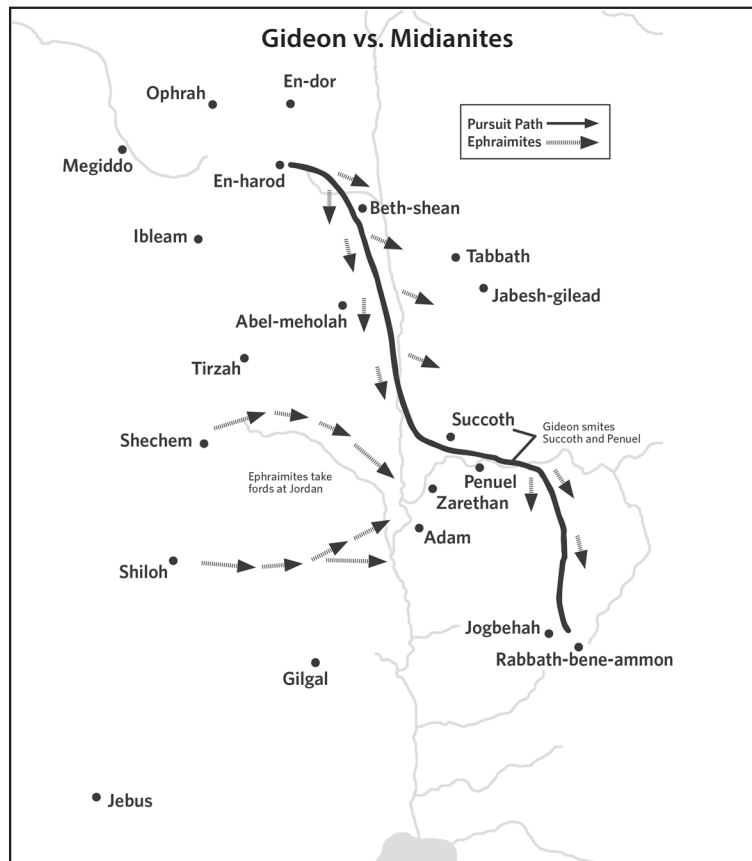 Gideon vs. Midianites
En-dor
Ophrah
Pursuit Path
Ephraimites
Megiddo
En-harod
Beth-shean
Ibleam
Tabbath
Jabesh-gilead
Abel-meholah
Tirzah
Succoth
Gideon smites
Succoth and Penuel
Shechem
Ephraimites take
fords at Jordan
Penuel
Zarethan
Adam
Shiloh
Jogbehah
Rabbath-bene-ammon
Gilgal
Jebus